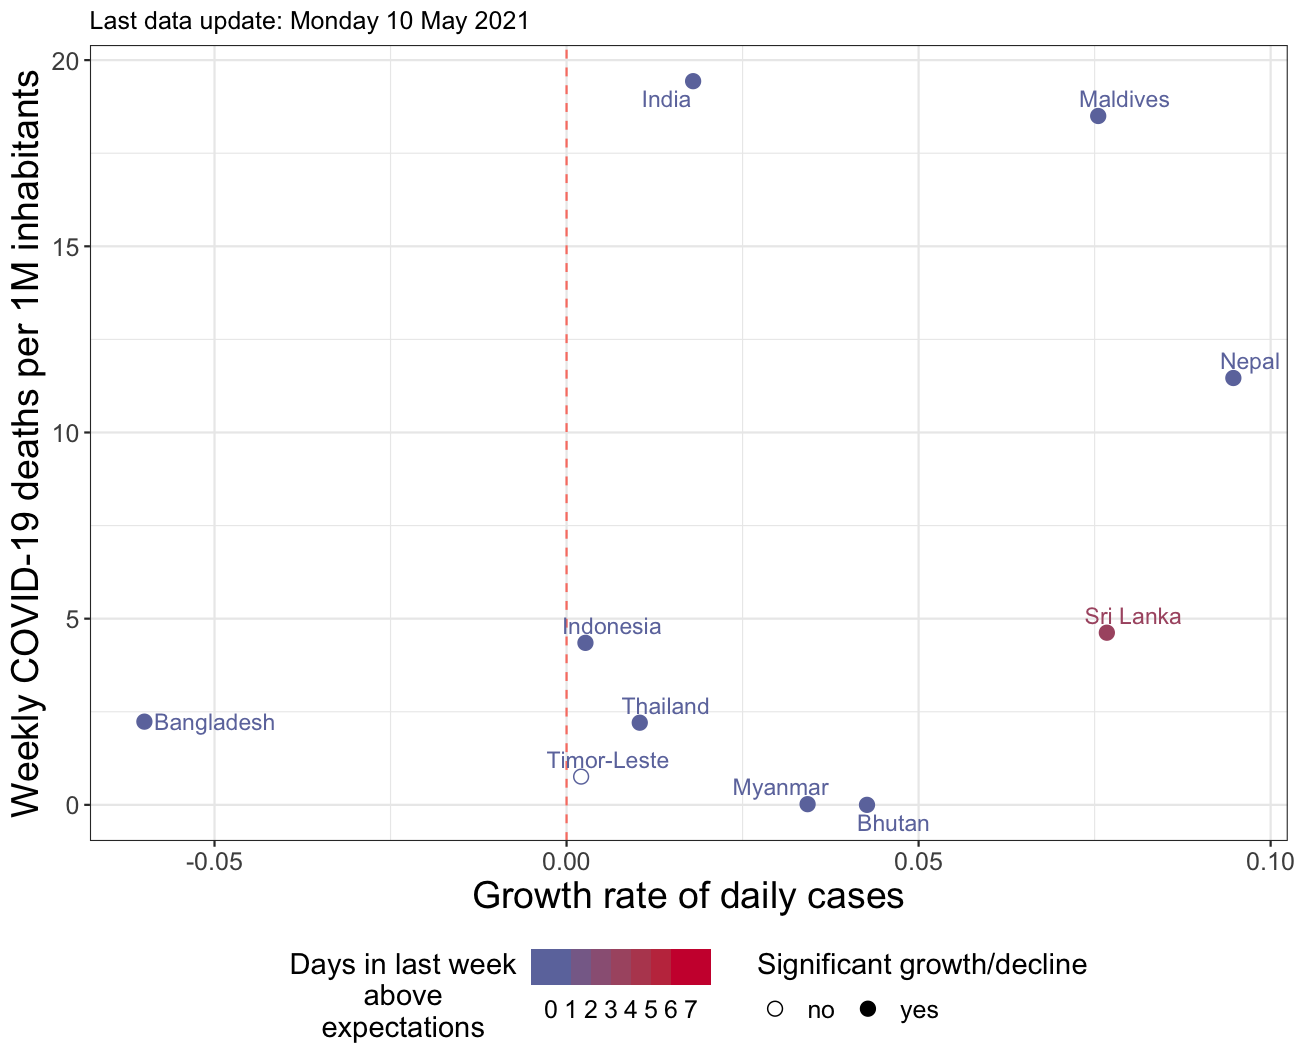 Last data update: Monday 10 May 2021
Weekly COVID-19 deaths per 1M inhabitants
20
15
10
5
0
India
Maldives
Nepal
Sri Lanka
Indonesia
Thailand
Bangladesh
Timor-Leste
Myanmar
Bhutan
-0.05 0.00 0.05 0.10
Growth rate of daily cases
Days in last week
above
expectations
0 1 2 3 4 5 6 7
Significant growth/decline
no yes